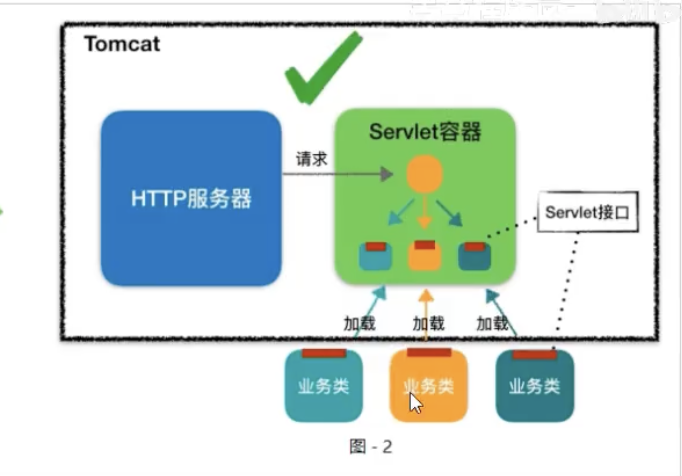 Tomcat
Servlet容器
请求
HTTP服务器
Servlet接口
加载
加载
加载
业务类
业务类
业务类
图 - 2